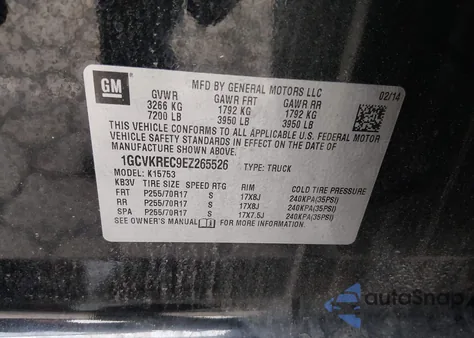 GM
MFD BY GENERAL MOTORS LLC
02/14
GVWR GAWR FRT GAWR RR
3266 KG 1792 KG 1792 KG
7200 LB 3950 LB 3950 LB
THIS VEHICLE CONFORMS TO ALL APPLICABLE U.S. FEDERAL MOTOR
VEHICLE SAFETY STANDARDS IN EFFECT ON THE DATE OF
MANUFACTURE SHOWN ABOVE.
1GCVKREC9EZ265526 TYPE: TRUCK
MODEL: K15753
KB3V TIRE SIZE SPEED RTG RIM COLD TIRE PRESSURE
FRT P255/70R17 S 17X8J 240KPA(35PSI)
RR P255/70R17 S 17X8J 240KPA(35PSI)
SPA P255/70R17 S 17X7.5J 240KPA(35PSI)
SEE OWNER'S MANUAL FOR MORE INFORMATION.
autoSnap